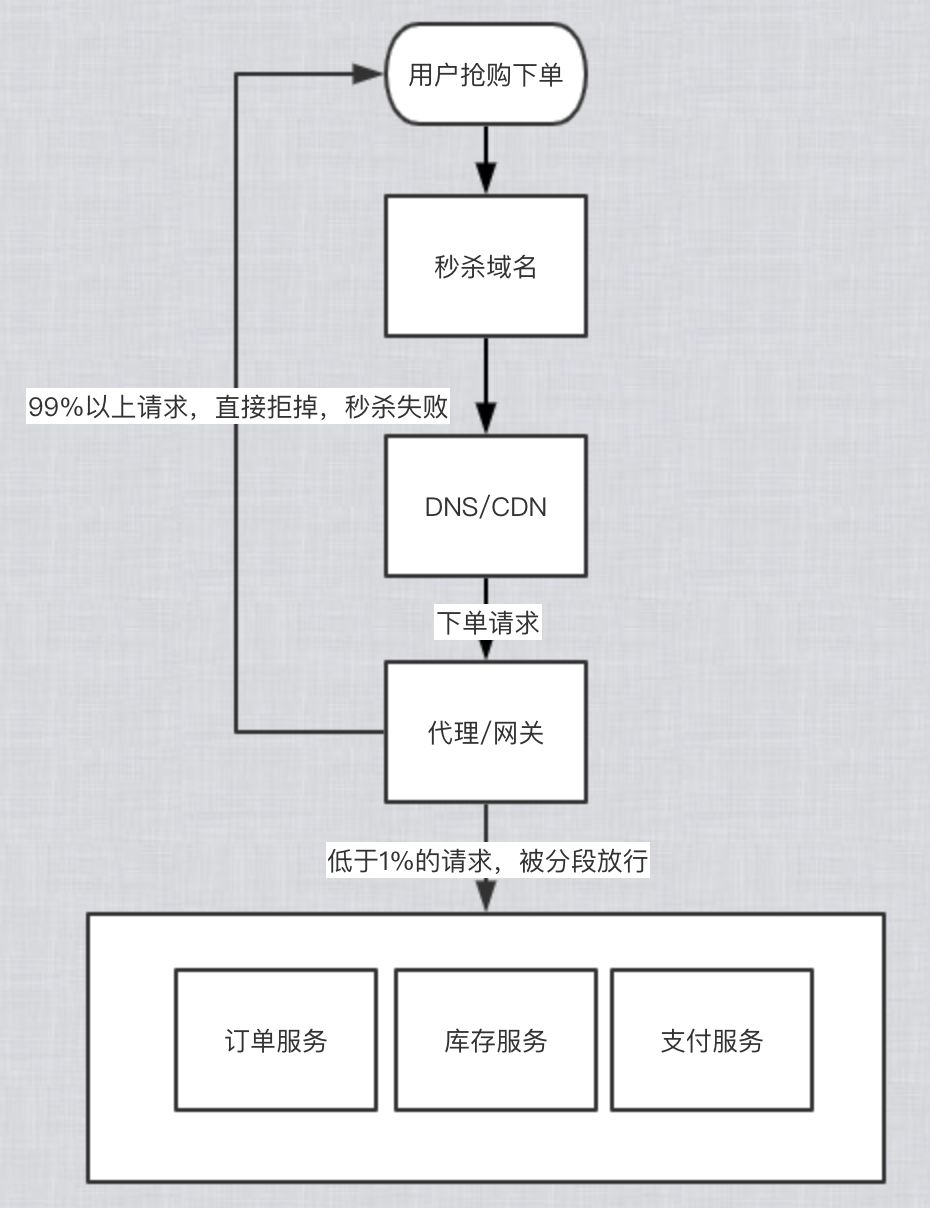 用户抢购下单
秒杀域名
99%以上请求，直接拒掉，秒杀失败
DNS/CDN
下单请求
代理/网关
低于1%的请求，被分段放行
订单服务
库存服务
支付服务